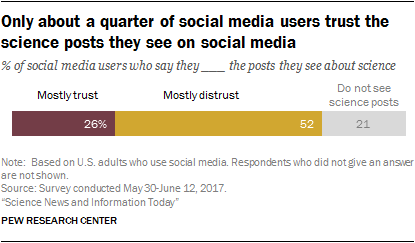 Only about a quarter of social media users trust the
science posts they see on social media
% of social media users who say they ___ the posts they see about science
Mostly trust
Mostly distrust
Do not see
science posts
26%
52
21
Note:  Based on U.S. adults who use social media. Respondents who did not give an answer
are not shown.
Source: Survey conducted May 30-June 12, 2017.
“Science News and Information Today”
PEW RESEARCH CENTER